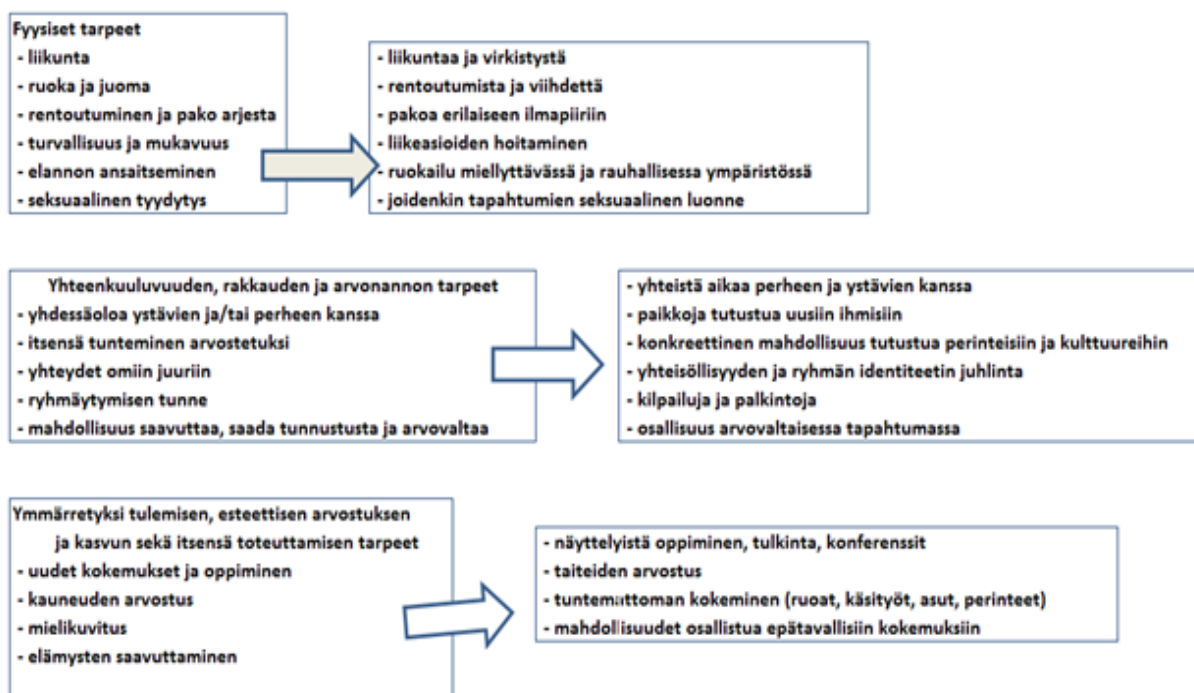 Fyysiset tarpeet
- liikunta
- ruoka ja juoma
- rentoutuminen ja pako arjesta
- turvallisuus ja mukavuus
- elannon ansaitseminen
- seksuaalinen tyydytys
- liikuntaa ja virkistystä
- rentoutumista ja viihdettä
- pakoa erilaiseen ilmapiiriin
- liikeasioiden hoitaminen
- ruokailu miellyttävässä ja rauhallisessa ympäristössä
- joidenkin tapahtumien seksuaalinen luonne
Yhteenkuuluvuuden, rakkauden ja arvonannon tarpeet
- yhdessäoloa ystävien ja/tai perheen kanssa
- itsensä tunteminen arvostetuksi
- yhteydet omiin juuriin
- ryhmäytymisen tunne
- mahdollisuus saavuttaa, saada tunnustusta ja arvovaltaa
- yhteistä aikaa perheen ja ystävien kanssa
- paikkoja tutustua uusiin ihmisiin
- konkreettinen mahdollisuus tutustua perinteisiin ja kulttuureihin
- yhteisöllisyyden ja ryhmän identiteetin juhlinta
- kilpailuja ja palkintoja
- osallisuus arvovaltaisessa tapahtumassa
Ymmärretyksi tulemisen, esteettisen arvostuksen
ja kasvun sekä itsensä toteuttamisen tarpeet
- uudet kokemukset ja oppiminen
- kauneuden arvostus
- mielikuvitus
- elämysten saavuttaminen
- näyttelyistä oppiminen, tulkinta, konferenssit
- taiteiden arvostus
- tuntemattoman kokeminen (ruoat, käsityöt, asut, perinteet)
- mahdollisuudet osallistua epätavallisiin kokemuksiin